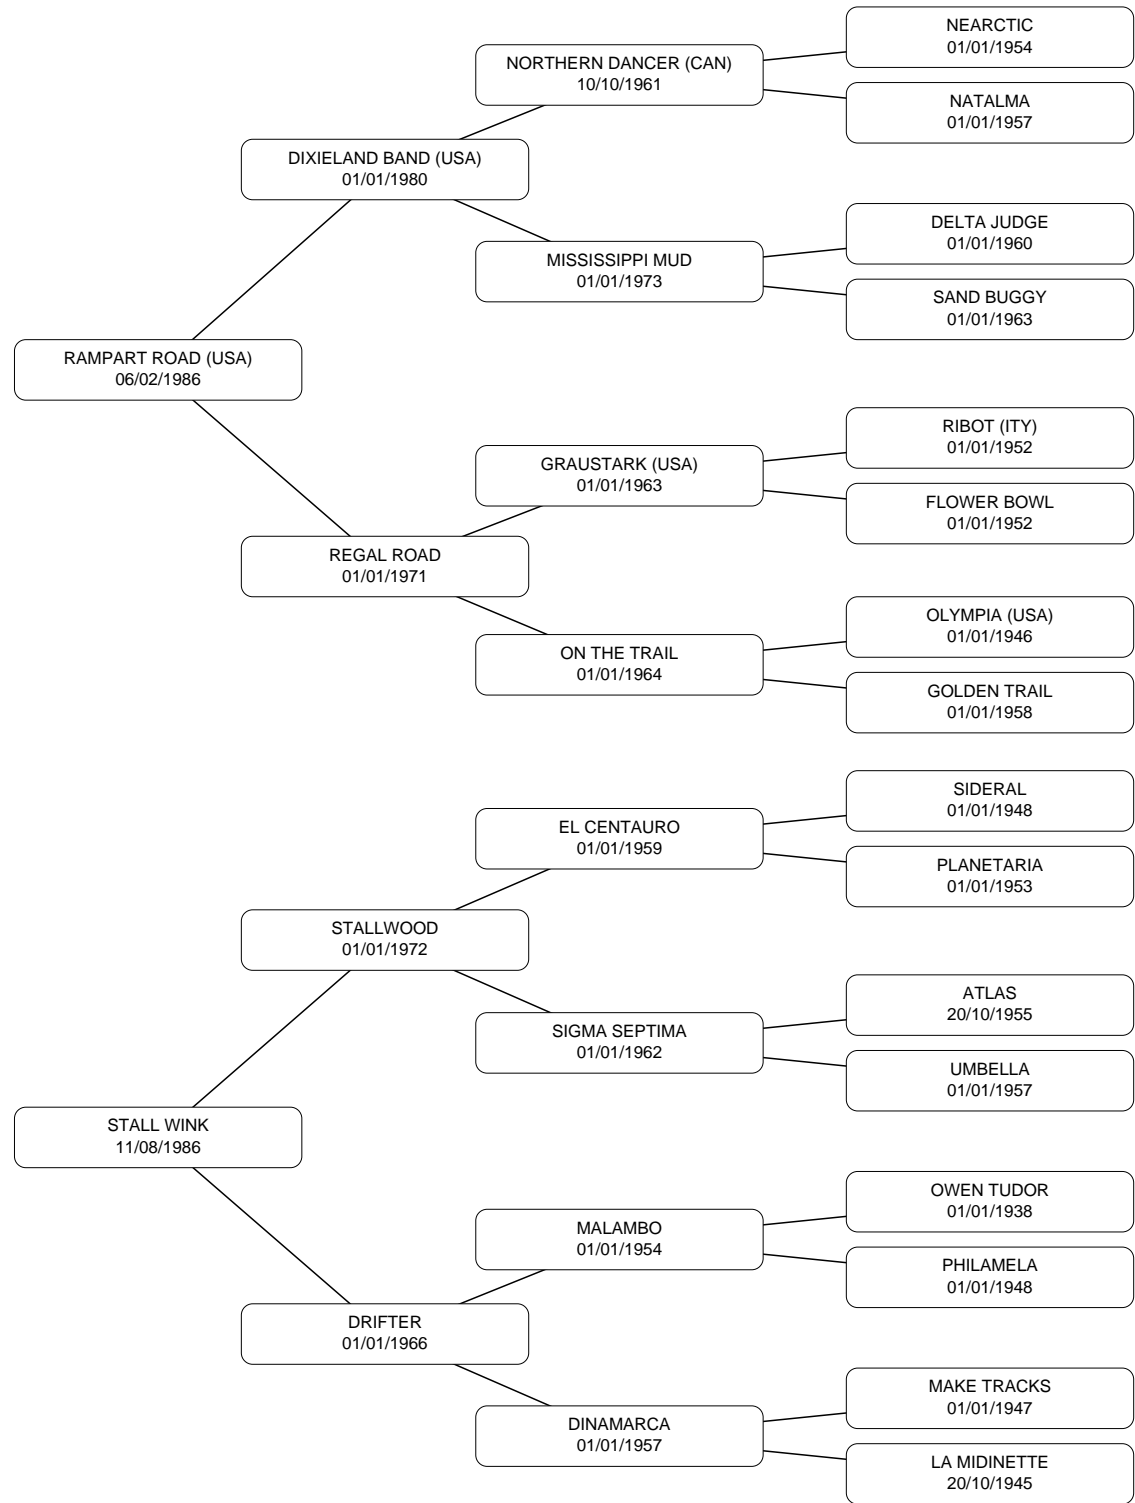 NEARCTIC
01/01/1954
NORTHERN DANCER (CAN)
10/10/1961
NATALMA
01/01/1957
DIXIELAND BAND (USA)
01/01/1980
DELTA JUDGE
01/01/1960
MISSISSIPPI MUD
01/01/1973
SAND BUGGY
01/01/1963
RAMPART ROAD (USA)
06/02/1986
RIBOT (ITY)
01/01/1952
GRAUSTARK (USA)
01/01/1963
FLOWER BOWL
01/01/1952
REGAL ROAD
01/01/1971
OLYMPIA (USA)
01/01/1946
ON THE TRAIL
01/01/1964
GOLDEN TRAIL
01/01/1958
SIDERAL
01/01/1948
EL CENTAURO
01/01/1959
PLANETARIA
01/01/1953
STALLWOOD
01/01/1972
ATLAS
20/10/1955
SIGMA SEPTIMA
01/01/1962
UMBELLA
01/01/1957
STALL WINK
11/08/1986
OWEN TUDOR
01/01/1938
MALAMBO
01/01/1954
PHILAMELA
01/01/1948
DRIFTER
01/01/1966
MAKE TRACKS
01/01/1947
DINAMARCA
01/01/1957
LA MIDINETTE
20/10/1945